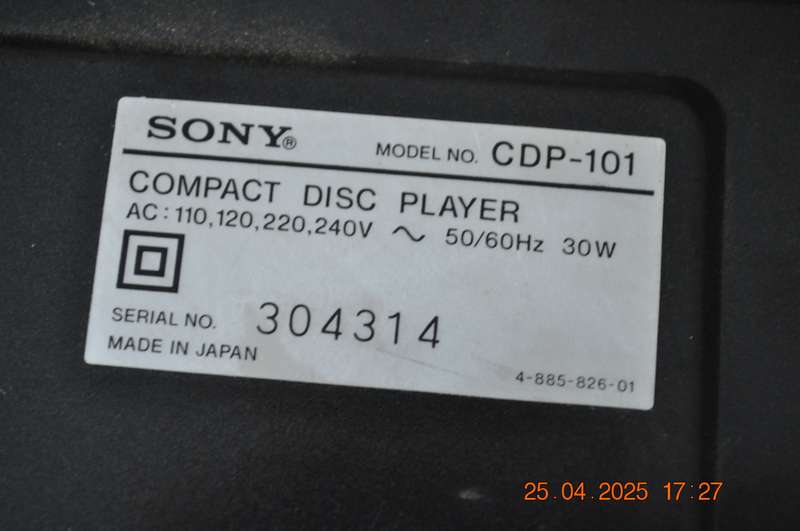 SONY®
MODEL NO. CDP-101
COMPACT DISC PLAYER
AC: 110,120,220,240V ~ 50/60Hz 30W
SERIAL NO. 304314
MADE IN JAPAN
4-885-826-01
25.04.2025 17:27